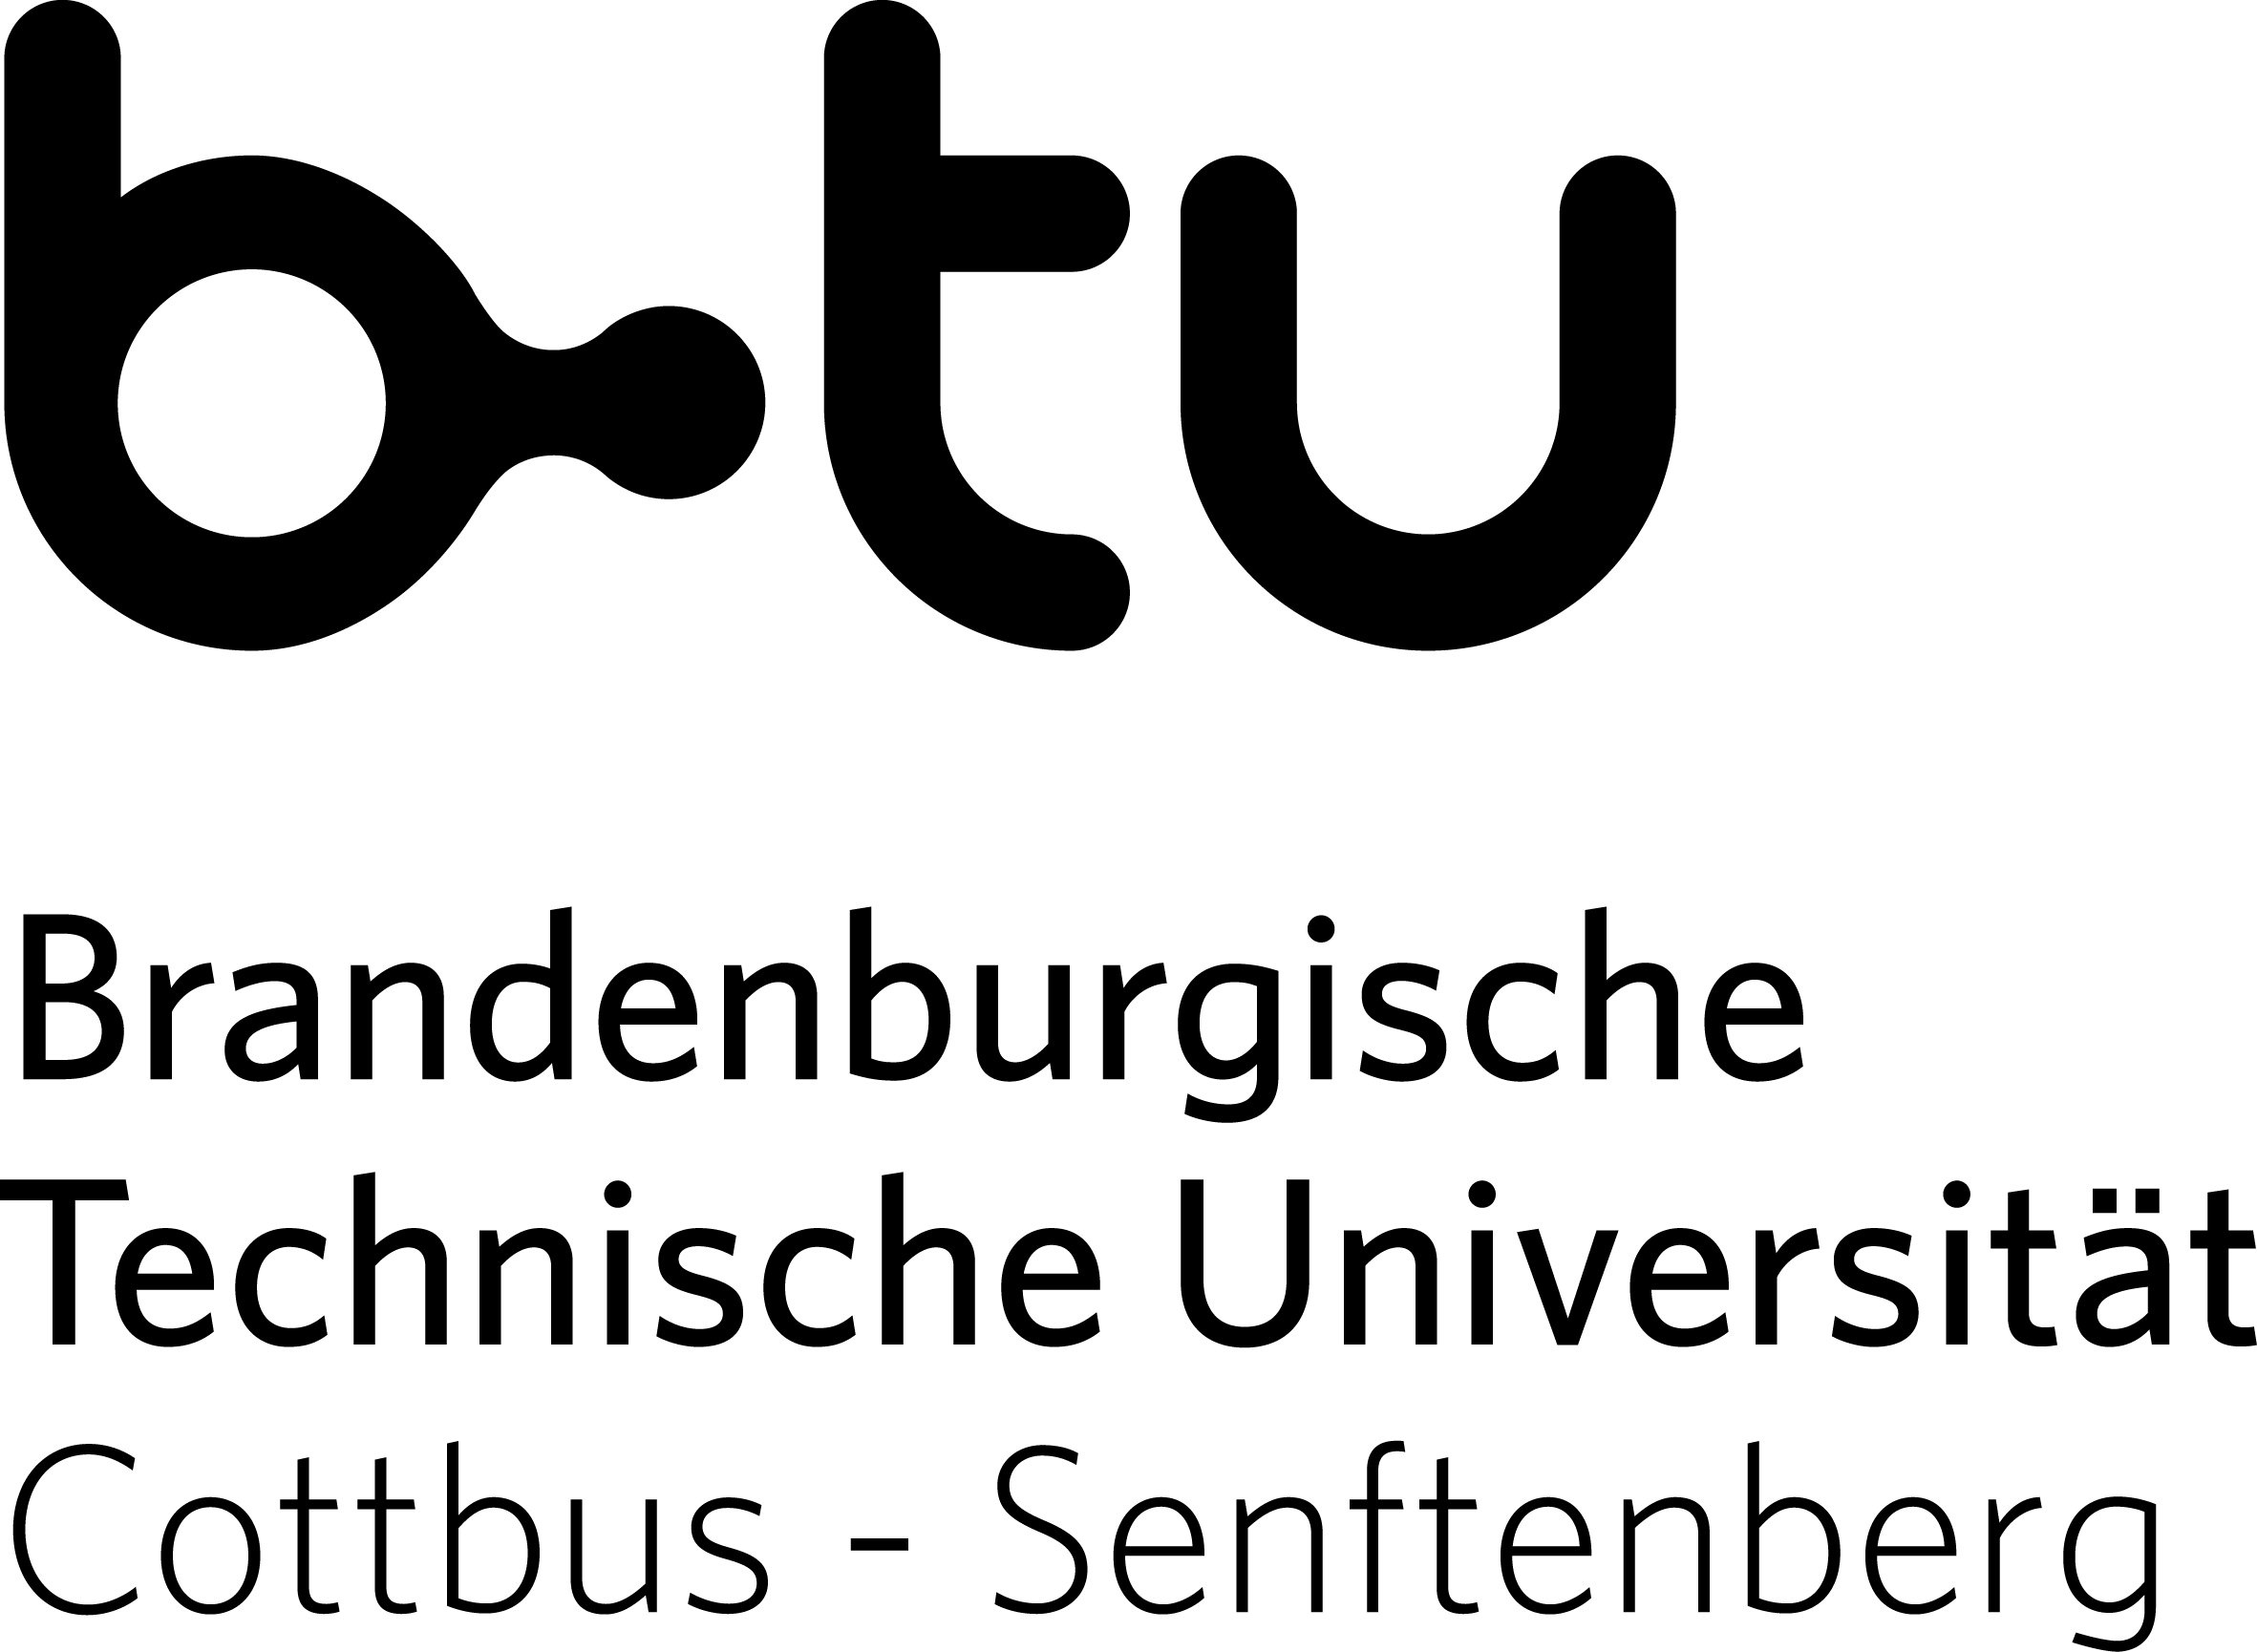 btu
Brandenburgische
Technische Universität
Cottbus - Senftenberg